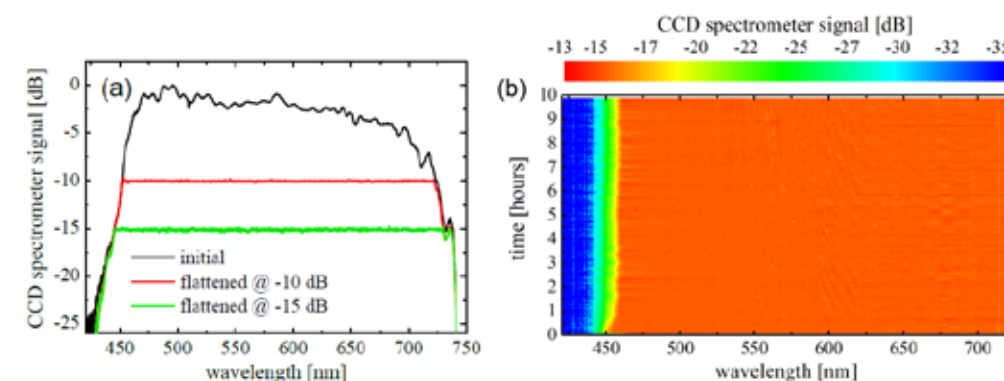 CCD spectrometer signal [dB]
-13 -15 -17 -20 -22 -25 -27 -30 -32 -35
(a)
CCD spectrometer signal [dB]
0
-5
-10
-15
-20
-25
initial
flattened @ -10 dB
flattened @ -15 dB
450 500 550 600 650 700 750
wavelength [nm]
(b)
time [hours]
10
9
8
7
6
5
4
3
2
1
0
450 500 550 600 650 700
wavelength [nm]